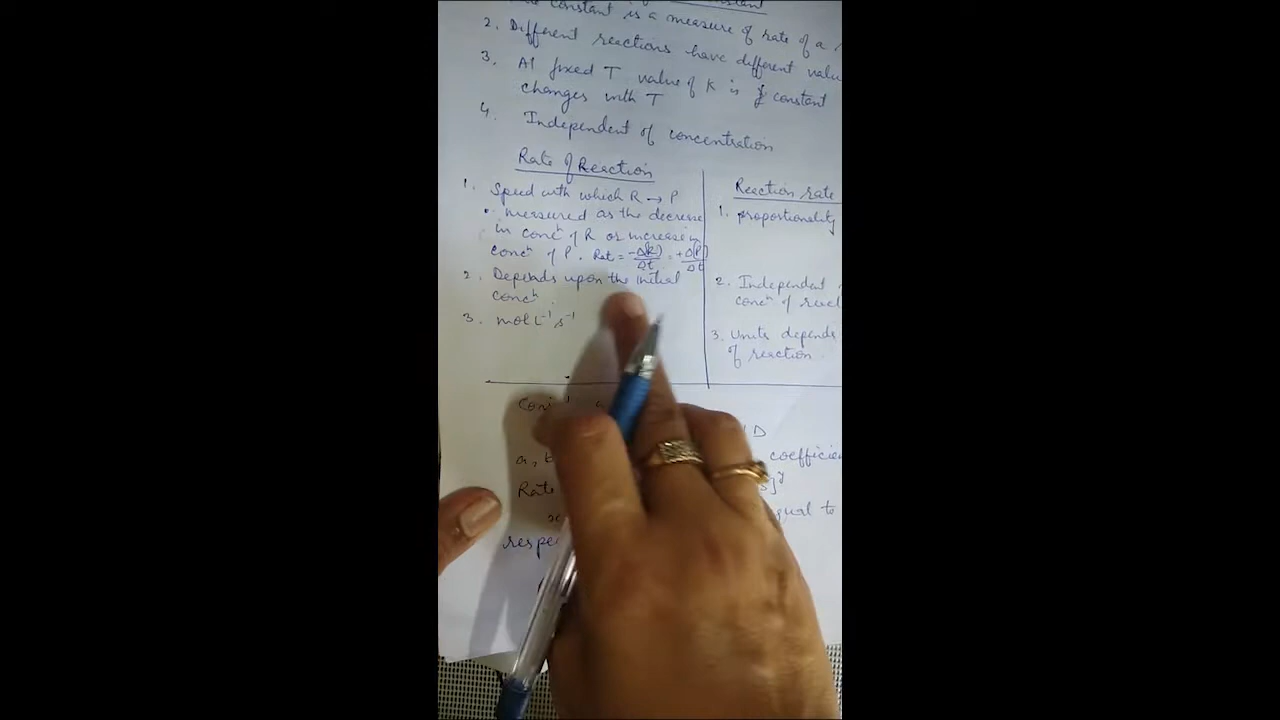 constant is a measure of rate of a
2. Different reactions have different valu
3. At fixed T value of K is constant
changes with T
4. Independent of concentration
Rate of Reaction
1. Speed with which R → P
• measured as the decrease
in concn of R or increase in
concn of P. Rat = -Δ[R]/Δt = +Δ[P]/Δt
2. Depends upon the initial
concn.
3. mol L⁻¹ s⁻¹
Reaction rate
1. proportionality
2. Independent
concn of
3. Units depends
of reaction
D
a,
coefficie
Rate
]y
equal to
respe